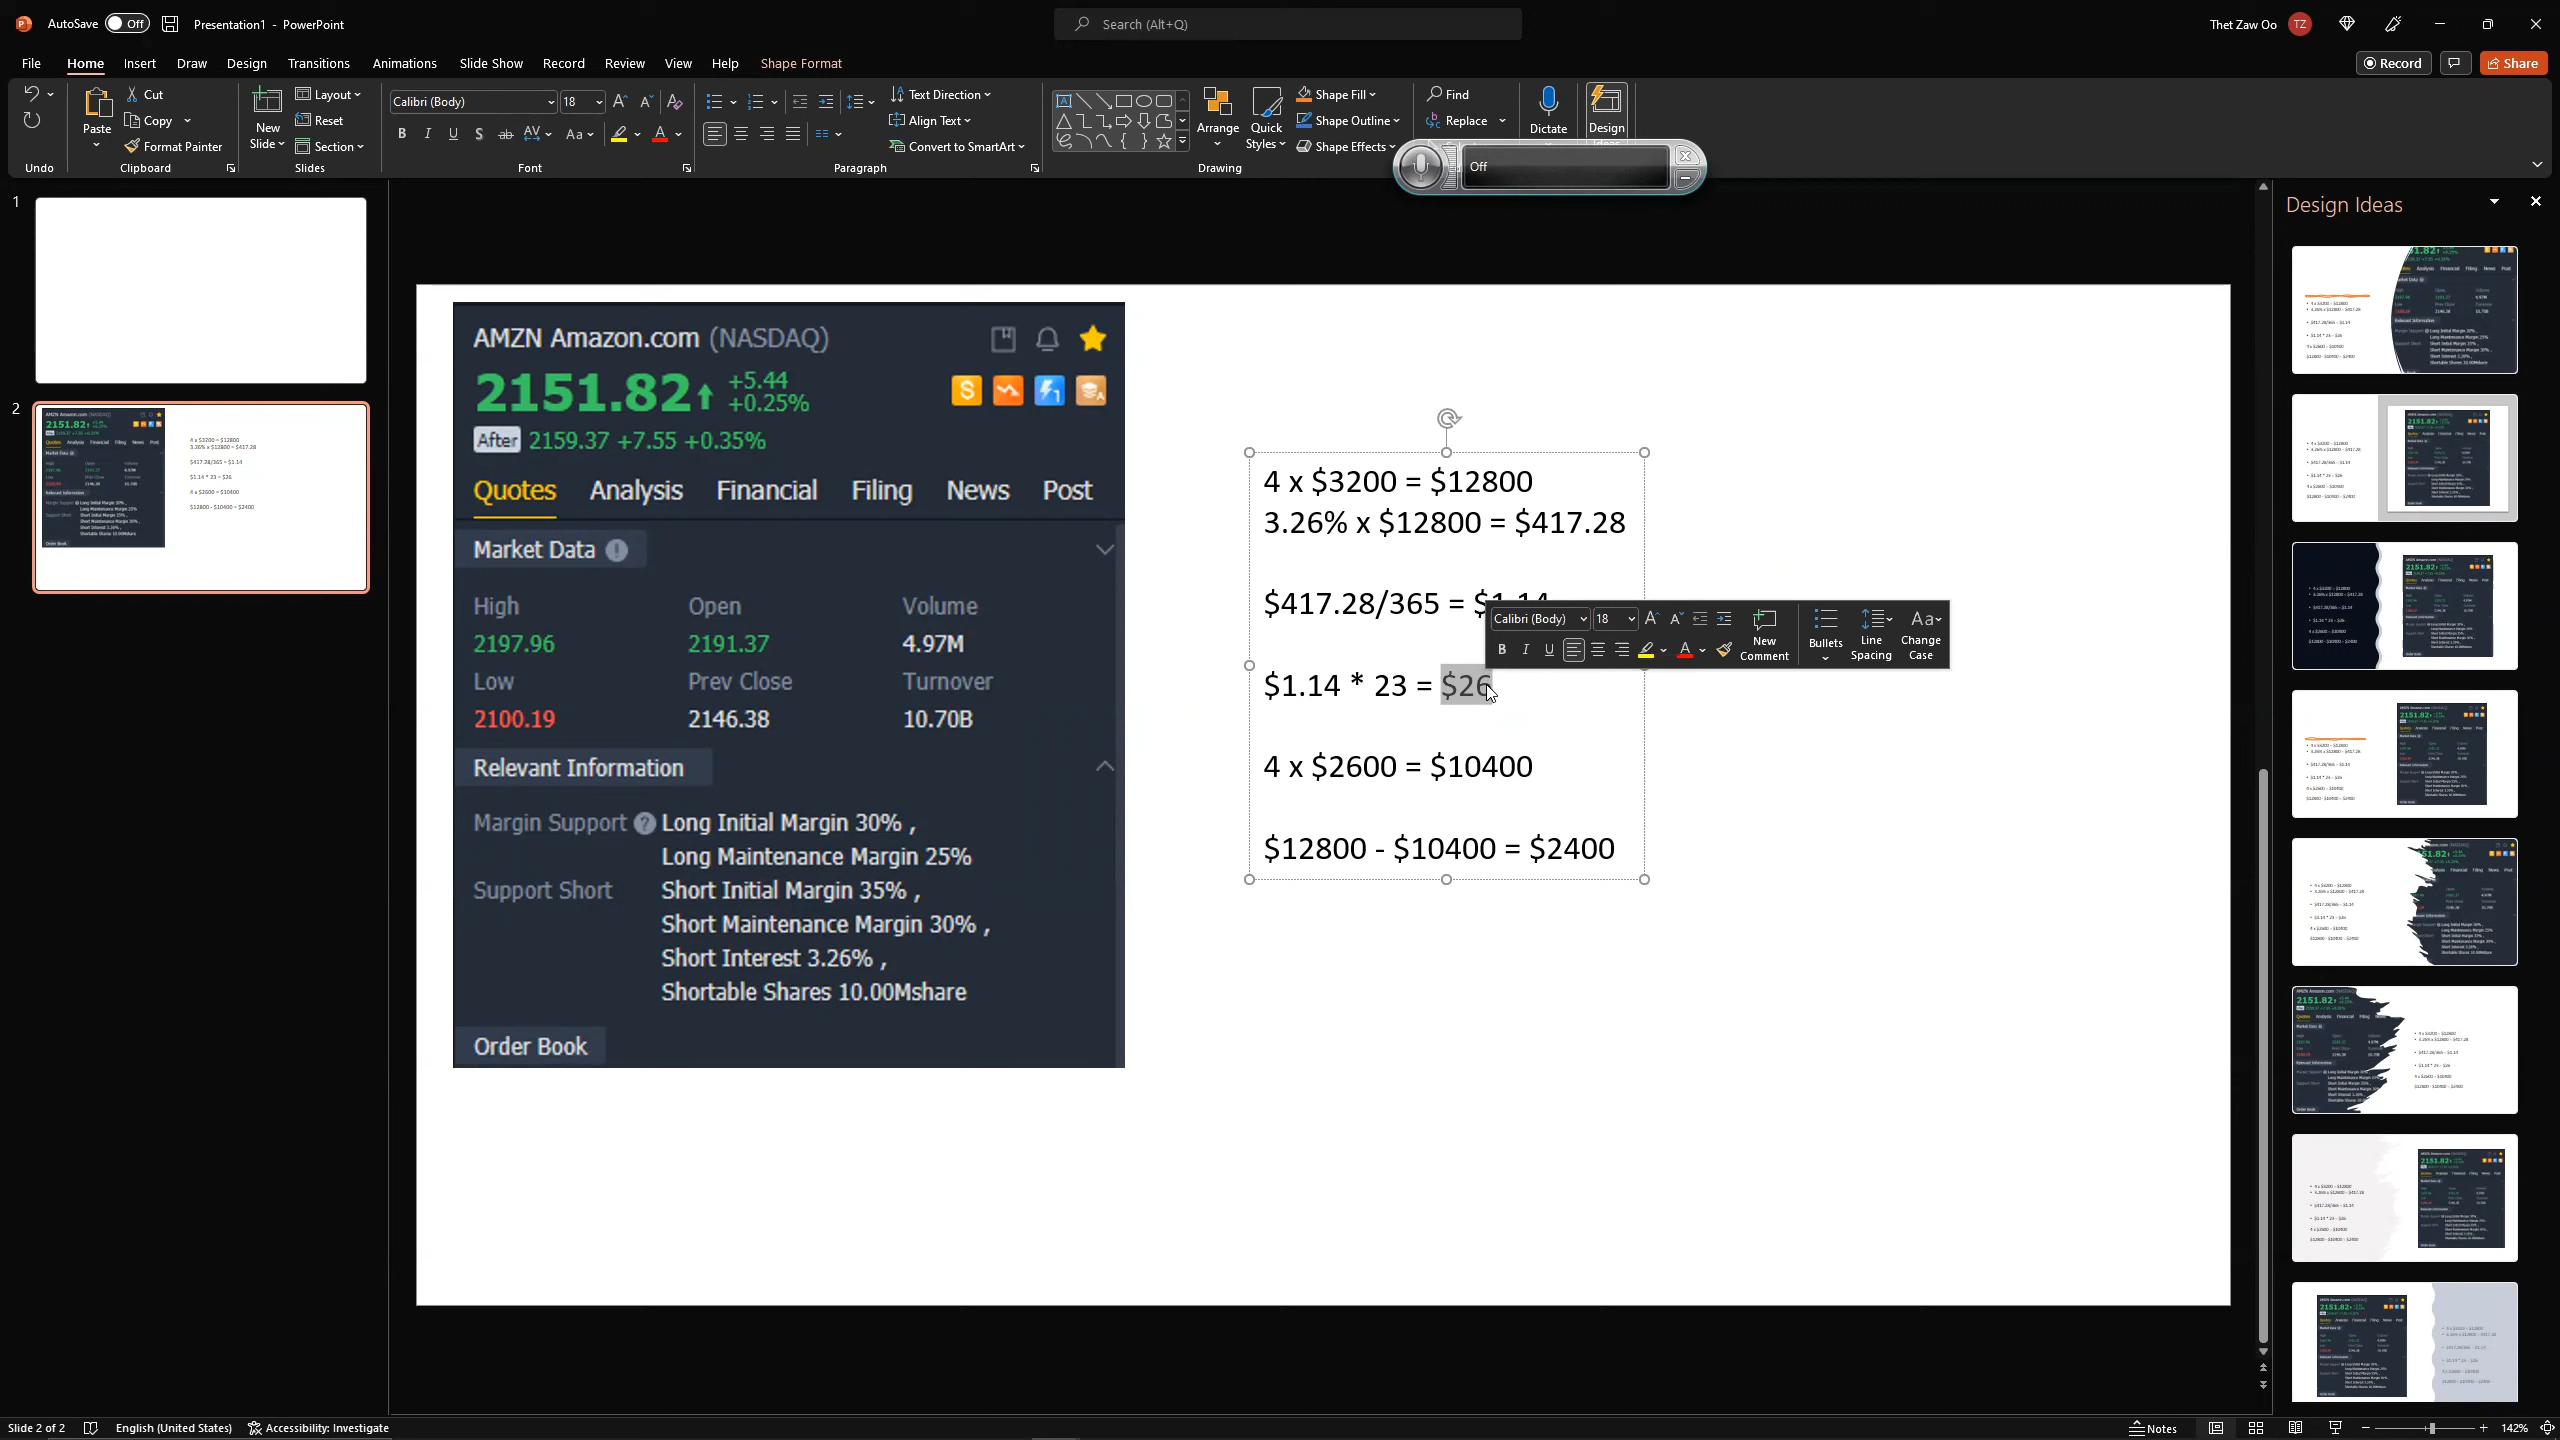 AutoSave Off Presentation1 - PowerPoint Search (Alt+Q) Thet Zaw Oo TZ
File Home Insert Draw Design Transitions Animations Slide Show Record Review View Help Shape Format Record Share
Cut
Copy
Format Painter
Paste
New Slide
Layout
Reset
Section
Calibri (Body) 18
Text Direction
Align Text
Convert to SmartArt
Arrange
Quick Styles
Shape Fill
Shape Outline
Shape Effects
Find
Replace
Dictate
Design
Undo Clipboard Slides Font Paragraph Drawing
Off
1
2
AMZN Amazon.com (NASDAQ)
2151.82 +5.44
+0.25%
After 2159.37 +7.55 +0.35%
Quotes Analysis Financial Filing News Post
Market Data
High Open Volume
2197.96 2191.37 4.97M
Low Prev Close Turnover
2100.19 2146.38 10.70B
Relevant Information
Margin Support Long Initial Margin 30% ,
Long Maintenance Margin 25%
Support Short Short Initial Margin 35% ,
Short Maintenance Margin 30% ,
Short Interest 3.26% ,
Shortable Shares 10.00Mshare
Order Book
4 x $3200 = $12800
3.26% x $12800 = $417.28
$417.28/365 = $1.14
$1.14 * 23 = $26
4 x $2600 = $10400
$12800 - $10400 = $2400
Calibri (Body) 18
New Comment
Bullets
Line Spacing
Change Case
Design Ideas
Slide 2 of 2 English (United States) Accessibility: Investigate Notes 142%